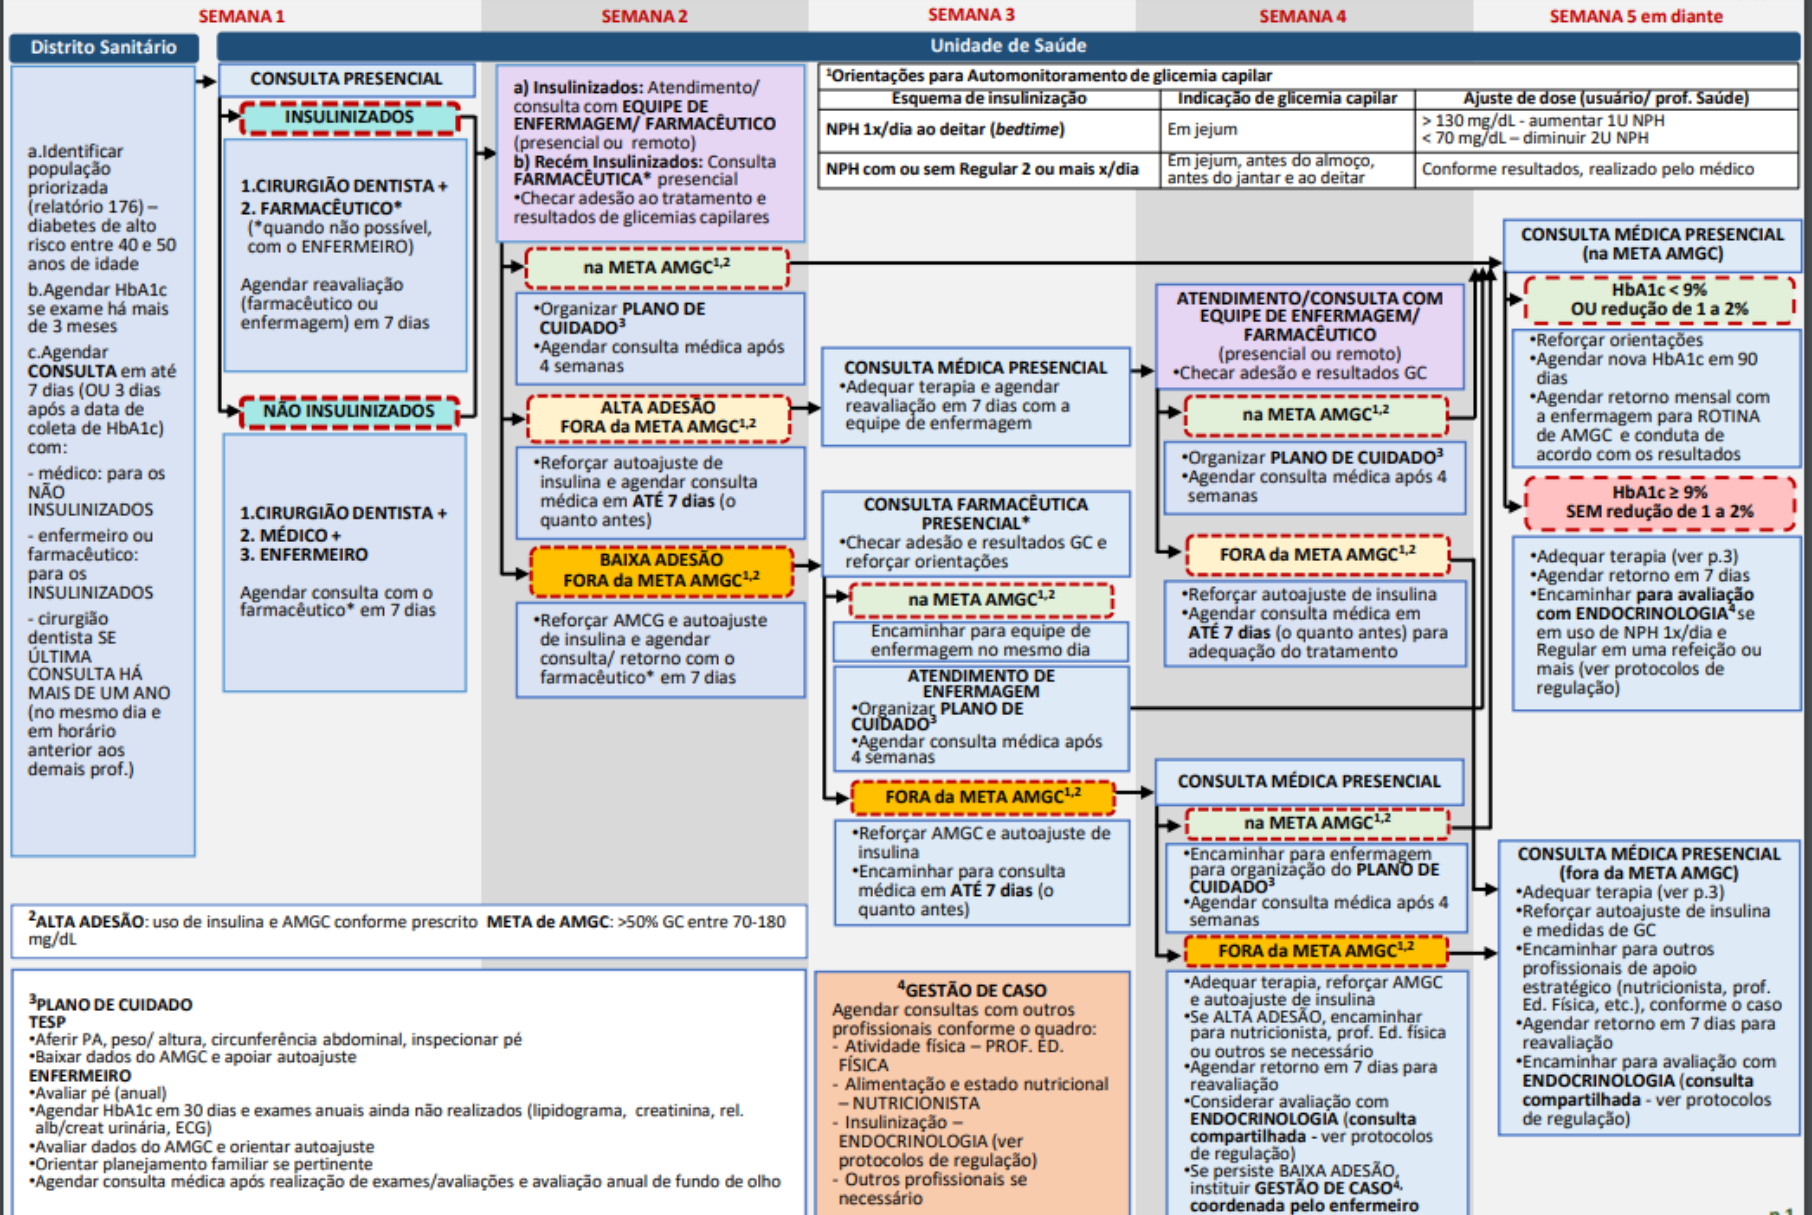 SEMANA 1
SEMANA 2
SEMANA 3
SEMANA 4
SEMANA 5 em diante
Distrito Sanitário
Unidade de Saúde
a.Identificar
população
priorizada
(relatório 176) –
diabetes de alto
risco entre 40 e 50
anos de idade
b.Agendar HbA1c
se exame há mais
de 3 meses
c.Agendar
CONSULTA em até
7 dias (OU 3 dias
após a data de
coleta de HbA1c)
com:
- médico: para os
NÃO
INSULINIZADOS
- enfermeiro ou
farmacêutico:
para os
INSULINIZADOS
- cirurgião
dentista SE
ÚLTIMA
CONSULTA HÁ
MAIS DE UM ANO
(no mesmo dia e
em horário
anterior aos
demais prof.)
CONSULTA PRESENCIAL
INSULINIZADOS
1.CIRURGIÃO DENTISTA +
2. FARMACÊUTICO*
(*quando não possível,
com o ENFERMEIRO)
Agendar reavaliação
(farmacêutico ou
enfermagem) em 7 dias
NÃO INSULINIZADOS
1.CIRURGIÃO DENTISTA +
2. MÉDICO +
3. ENFERMEIRO
Agendar consulta com o
farmacêutico* em 7 dias
a) Insulinizados: Atendimento/
consulta com EQUIPE DE
ENFERMAGEM/ FARMACÊUTICO
(presencial ou remoto)
b) Recém Insulinizados: Consulta
FARMACÊUTICA* presencial
•Checar adesão ao tratamento e
resultados de glicemias capilares
na META AMGC1,2
•Organizar PLANO DE
CUIDADO3
•Agendar consulta médica após
4 semanas
ALTA ADESÃO
FORA da META AMGC1,2
•Reforçar autoajuste de
insulina e agendar consulta
médica em ATÉ 7 dias (o
quanto antes)
BAIXA ADESÃO
FORA da META AMGC1,2
•Reforçar AMCG e autoajuste
de insulina e agendar
consulta/ retorno com o
farmacêutico* em 7 dias
1Orientações para Automonitoramento de glicemia capilar
Esquema de insulinização
Indicação de glicemia capilar
Ajuste de dose (usuário/ prof. Saúde)
NPH 1x/dia ao deitar (bedtime)
Em jejum
> 130 mg/dL - aumentar 1U NPH
< 70 mg/dL – diminuir 2U NPH
NPH com ou sem Regular 2 ou mais x/dia
Em jejum, antes do almoço,
antes do jantar e ao deitar
Conforme resultados, realizado pelo médico
CONSULTA MÉDICA PRESENCIAL
•Adequar terapia e agendar
reavaliação em 7 dias com a
equipe de enfermagem
CONSULTA FARMACÊUTICA
PRESENCIAL*
•Checar adesão e resultados GC e
reforçar orientações
na META AMGC1,2
Encaminhar para equipe de
enfermagem no mesmo dia
ATENDIMENTO DE
ENFERMAGEM
•Organizar PLANO DE
CUIDADO3
•Agendar consulta médica após
4 semanas
FORA da META AMGC1,2
•Reforçar AMGC e autoajuste de
insulina
•Encaminhar para consulta
médica em ATÉ 7 dias (o
quanto antes)
ATENDIMENTO/CONSULTA COM
EQUIPE DE ENFERMAGEM/
FARMACÊUTICO
(presencial ou remoto)
•Checar adesão e resultados GC
na META AMGC1,2
•Organizar PLANO DE CUIDADO3
•Agendar consulta médica após 4
semanas
FORA da META AMGC1,2
•Reforçar autoajuste de insulina
•Agendar consulta médica em
ATÉ 7 dias (o quanto antes) para
adequação do tratamento
CONSULTA MÉDICA PRESENCIAL
na META AMGC1,2
•Encaminhar para enfermagem
para organização do PLANO DE
CUIDADO3
•Agendar consulta médica após 4
semanas
FORA da META AMGC1,2
•Adequar terapia, reforçar AMGC
e autoajuste de insulina
•Se ALTA ADESÃO, encaminhar
para nutricionista, prof. Ed. física
ou outros se necessário
•Agendar retorno em 7 dias para
reavaliação
•Considerar avaliação com
ENDOCRINOLOGIA (consulta
compartilhada - ver protocolos
de regulação)
•Se persiste BAIXA ADESÃO,
instituir GESTÃO DE CASO4,
coordenada pelo enfermeiro
CONSULTA MÉDICA PRESENCIAL
(na META AMGC)
HbA1c < 9%
OU redução de 1 a 2%
•Reforçar orientações
•Agendar nova HbA1c em 90
dias
•Agendar retorno mensal com
a enfermagem para ROTINA
de AMGC e conduta de
acordo com os resultados
HbA1c ≥ 9%
SEM redução de 1 a 2%
•Adequar terapia (ver p.3)
•Agendar retorno em 7 dias
•Encaminhar para avaliação
com ENDOCRINOLOGIA4 se
em uso de NPH 1x/dia e
Regular em uma refeição ou
mais (ver protocolos de
regulação)
CONSULTA MÉDICA PRESENCIAL
(fora da META AMGC)
•Adequar terapia (ver p.3)
•Reforçar autoajuste de insulina
e medidas de GC
•Encaminhar para outros
profissionais de apoio
estratégico (nutricionista, prof.
Ed. Física, etc.), conforme o caso
•Agendar retorno em 7 dias para
reavaliação
•Encaminhar para avaliação com
ENDOCRINOLOGIA (consulta
compartilhada - ver protocolos
de regulação)
2ALTA ADESÃO: uso de insulina e AMGC conforme prescrito META de AMGC: >50% GC entre 70-180
mg/dL
3PLANO DE CUIDADO
TESP
•Aferir PA, peso/ altura, circunferência abdominal, inspecionar pé
•Baixar dados do AMGC e apoiar autoajuste
ENFERMEIRO
•Avaliar pé (anual)
•Agendar HbA1c em 30 dias e exames anuais ainda não realizados (lipidograma, creatinina, rel.
alb/creat urinária, ECG)
•Avaliar dados do AMGC e orientar autoajuste
•Orientar planejamento familiar se pertinente
•Agendar consulta médica após realização de exames/avaliações e avaliação anual de fundo de olho
4GESTÃO DE CASO
Agendar consultas com outros
profissionais conforme o quadro:
- Atividade física – PROF. ED.
FÍSICA
- Alimentação e estado nutricional
– NUTRICIONISTA
- Insulinização –
ENDOCRINOLOGIA (ver
protocolos de regulação)
- Outros profissionais se
necessário